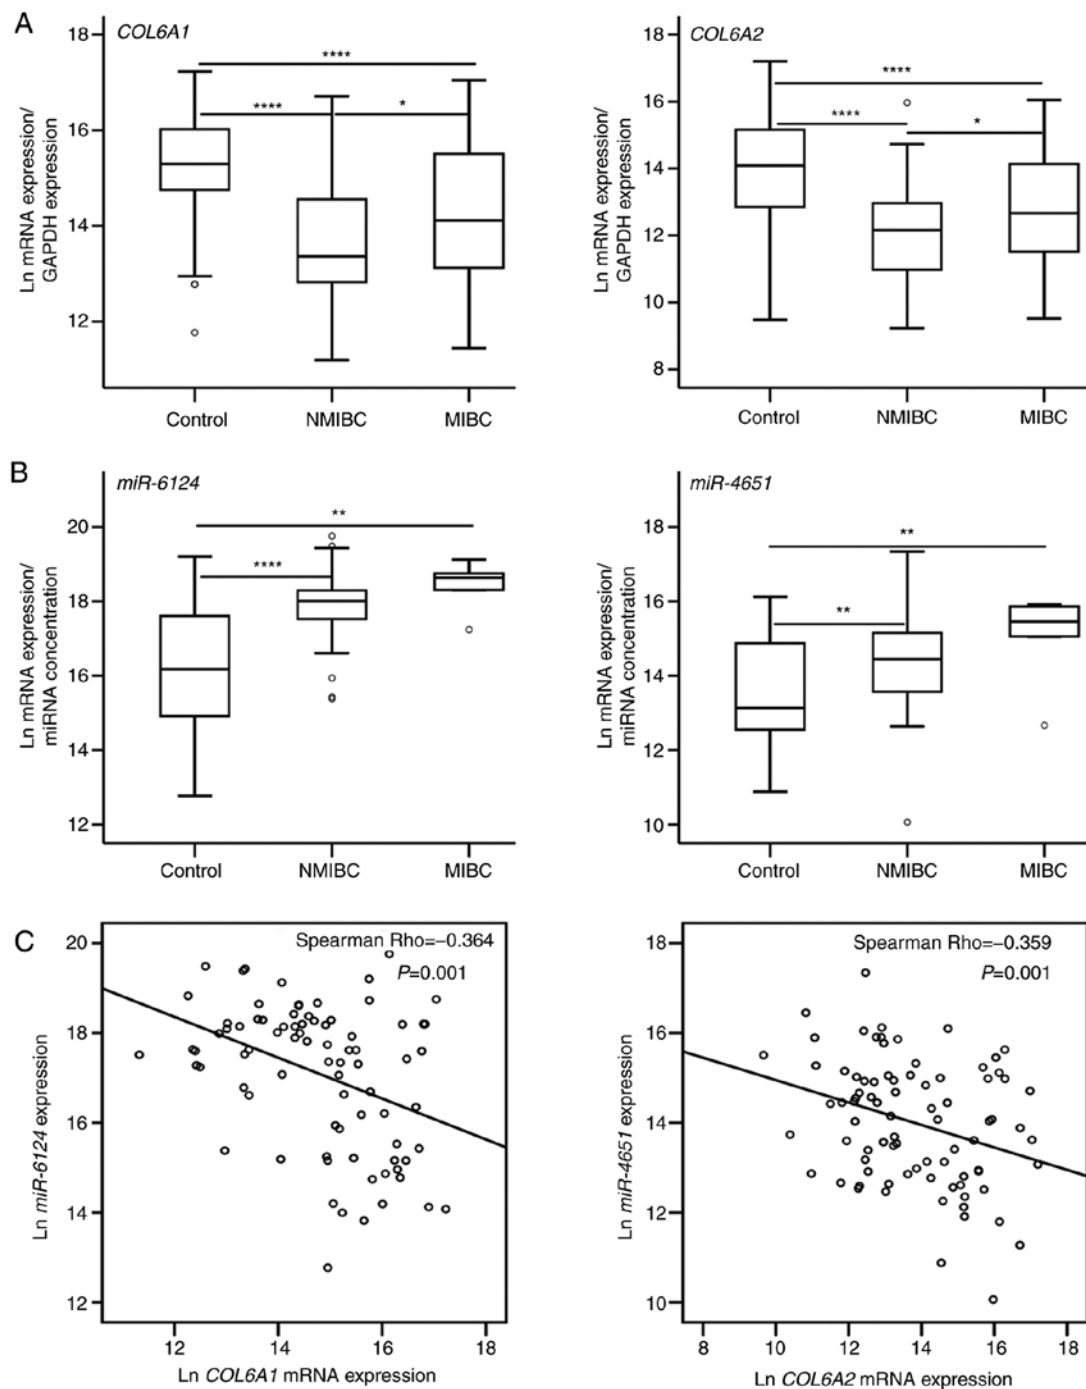 A
COL6A1
Ln mRNA expression/
GAPDH expression
18
16
14
12
****
****
*
Control
NMIBC
MIBC
COL6A2
Ln mRNA expression/
GAPDH expression
18
16
14
12
10
8
****
****
*
Control
NMIBC
MIBC
B
miR-6124
Ln mRNA expression/
miRNA concentration
20
18
16
14
12
**
****
Control
NMIBC
MIBC
miR-4651
Ln mRNA expression/
miRNA concentration
18
16
14
12
10
**
**
Control
NMIBC
MIBC
C
Spearman Rho=−0.364
P=0.001
Ln miR-6124 expression
20
18
16
14
12
12
14
16
18
Ln COL6A1 mRNA expression
Spearman Rho=−0.359
P=0.001
Ln miR-4651 expression
18
16
14
12
10
8
10
12
14
16
18
Ln COL6A2 mRNA expression